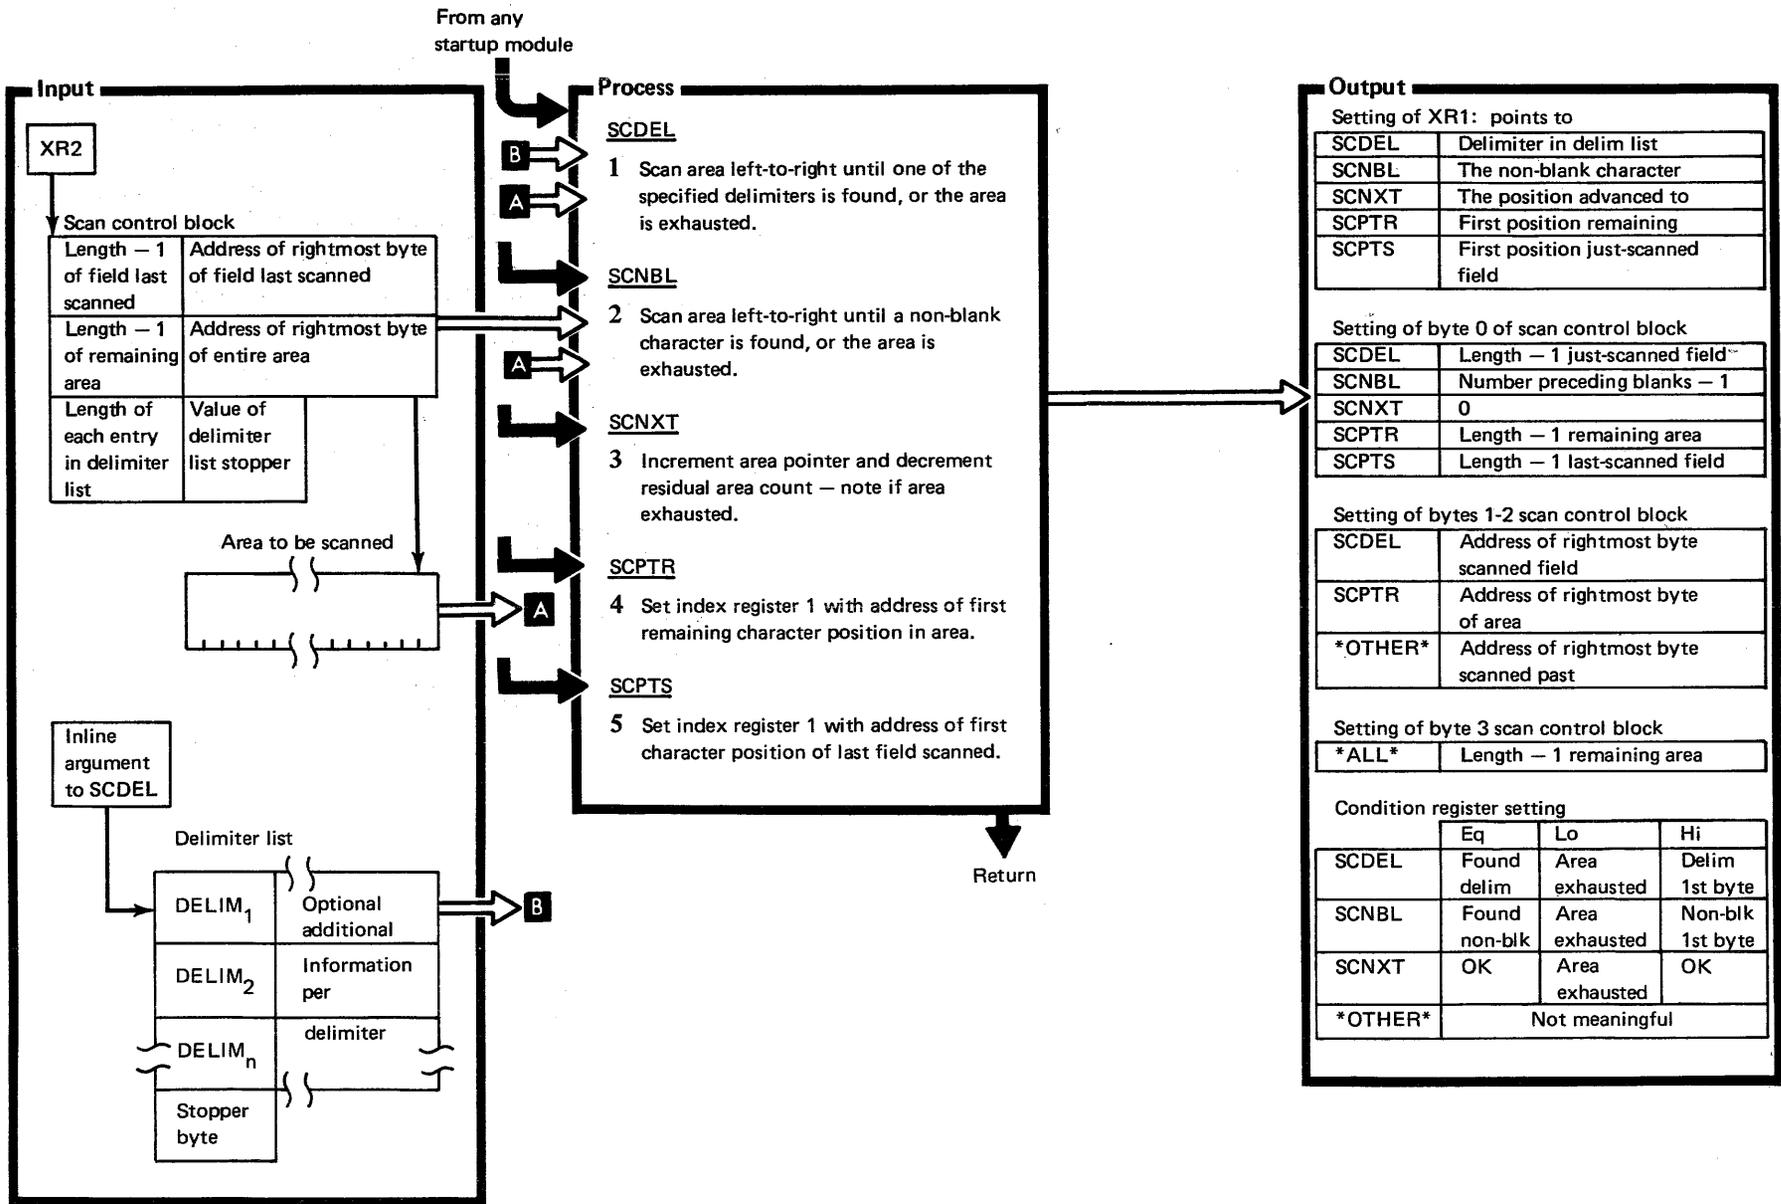 From any
startup module
Input
XR2
Scan control block
Length – 1
of field last
scanned
Address of rightmost byte
of field last scanned
Length – 1
of remaining
area
Address of rightmost byte
of entire area
Length of
each entry
in delimiter
list
Value of
delimiter
list stopper
Area to be scanned
A
Inline
argument
to SCDEL
Delimiter list
DELIM1
Optional
additional
DELIM2
Information
per
DELIMn
delimiter
Stopper
byte
B
Process
B
A
SCDEL
1 Scan area left-to-right until one of the
specified delimiters is found, or the area
is exhausted.
SCNBL
2 Scan area left-to-right until a non-blank
character is found, or the area is
exhausted.
A
SCNXT
3 Increment area pointer and decrement
residual area count – note if area
exhausted.
SCPTR
4 Set index register 1 with address of first
remaining character position in area.
SCPTS
5 Set index register 1 with address of first
character position of last field scanned.
Return
Output
Setting of XR1: points to
SCDEL Delimiter in delim list
SCNBL The non-blank character
SCNXT The position advanced to
SCPTR First position remaining
SCPTS First position just-scanned
field
Setting of byte 0 of scan control block
SCDEL Length – 1 just-scanned field
SCNBL Number preceding blanks – 1
SCNXT 0
SCPTR Length – 1 remaining area
SCPTS Length – 1 last-scanned field
Setting of bytes 1-2 scan control block
SCDEL Address of rightmost byte
scanned field
SCPTR Address of rightmost byte
of area
*OTHER* Address of rightmost byte
scanned past
Setting of byte 3 scan control block
*ALL* Length – 1 remaining area
Condition register setting
Eq Lo Hi
SCDEL Found Area Delim
delim exhausted 1st byte
SCNBL Found Area Non-blk
non-blk exhausted 1st byte
SCNXT OK Area OK
exhausted
*OTHER* Not meaningful